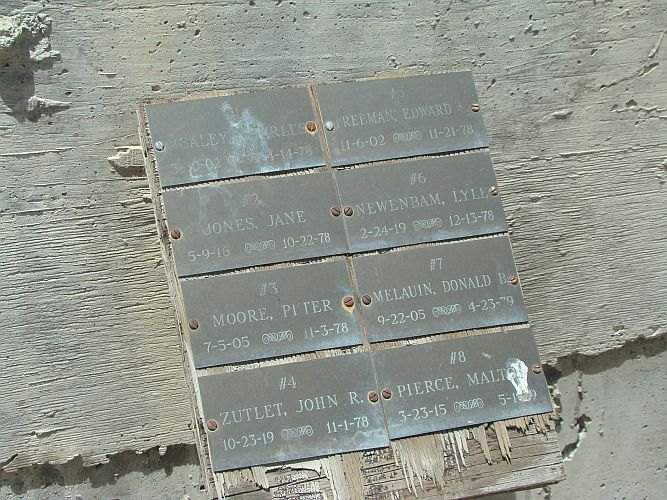 4-14-78
#2
JONES, JANE
5-9-16 10-22-78
#3
MOORE, PETER
7-5-05 11-3-78
#4
ZUTLET, JOHN R.
10-23-19 11-1-78
#5
FREEMAN, EDWARD
11-6-02 11-21-78
#6
NEWENBAM, LYLE
2-24-19 12-13-78
#7
MELAUIN, DONALD B.
9-22-05 4-23-79
#8
PIERCE,
3-23-15